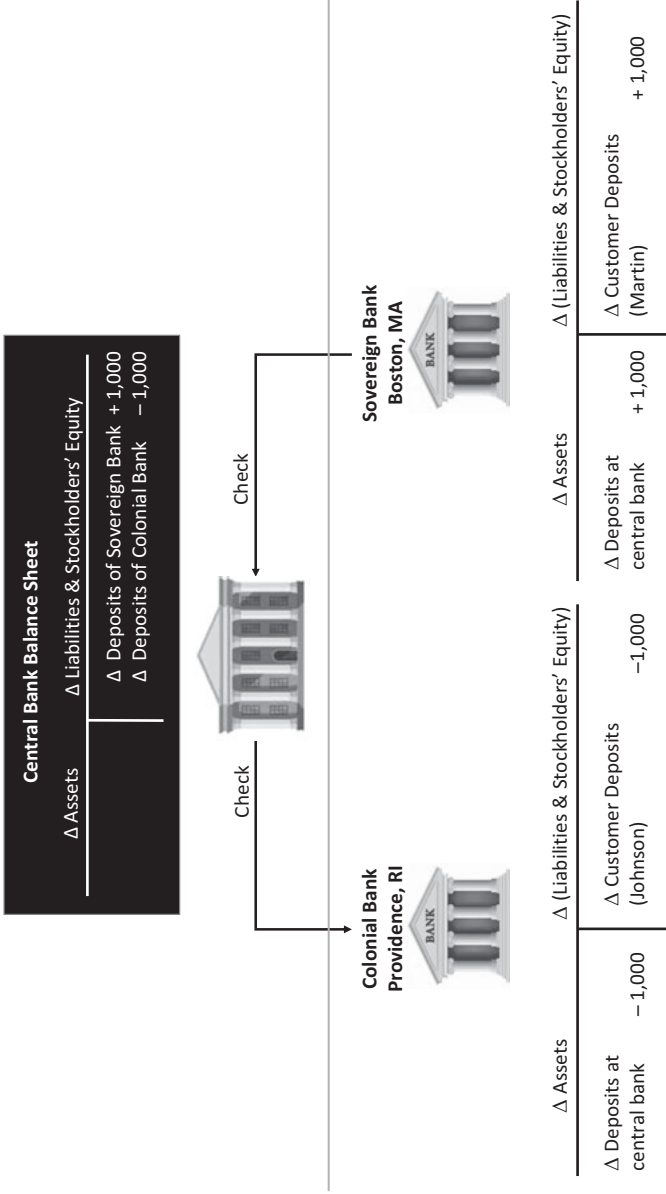 Central Bank Balance Sheet
Δ Assets Δ Liabilities & Stockholders’ Equity
Δ Deposits of Sovereign Bank + 1,000
Δ Deposits of Colonial Bank – 1,000
Check Check
Colonial Bank
Providence, RI
BANK
Sovereign Bank
Boston, MA
BANK
Δ Assets Δ (Liabilities & Stockholders’ Equity)
Δ Deposits at
central bank – 1,000
Δ Customer Deposits –1,000
(Johnson)
Δ Assets Δ (Liabilities & Stockholders’ Equity)
Δ Deposits at
central bank + 1,000
Δ Customer Deposits
(Martin) + 1,000